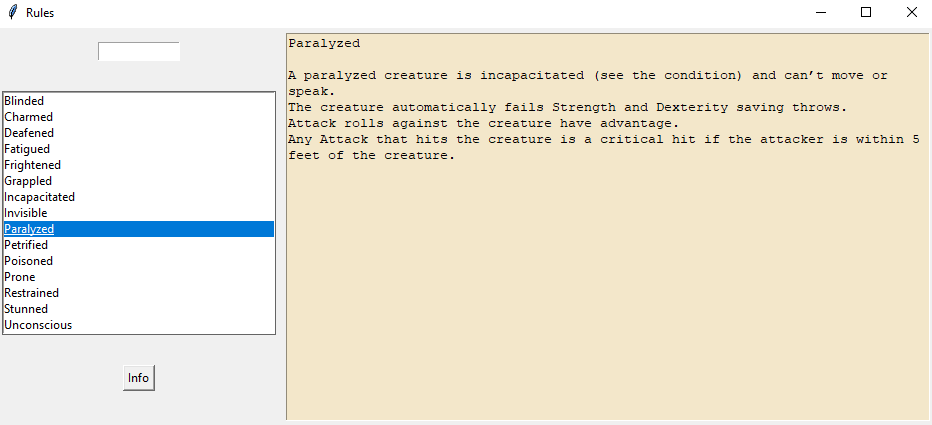 Rules
Blinded
Charmed
Deafened
Fatigued
Frightened
Grappled
Incapacitated
Invisible
Paralyzed
Petrified
Poisoned
Prone
Restrained
Stunned
Unconscious
Info
Paralyzed
A paralyzed creature is incapacitated (see the condition) and can’t move or
speak.
The creature automatically fails Strength and Dexterity saving throws.
Attack rolls against the creature have advantage.
Any Attack that hits the creature is a critical hit if the attacker is within 5
feet of the creature.